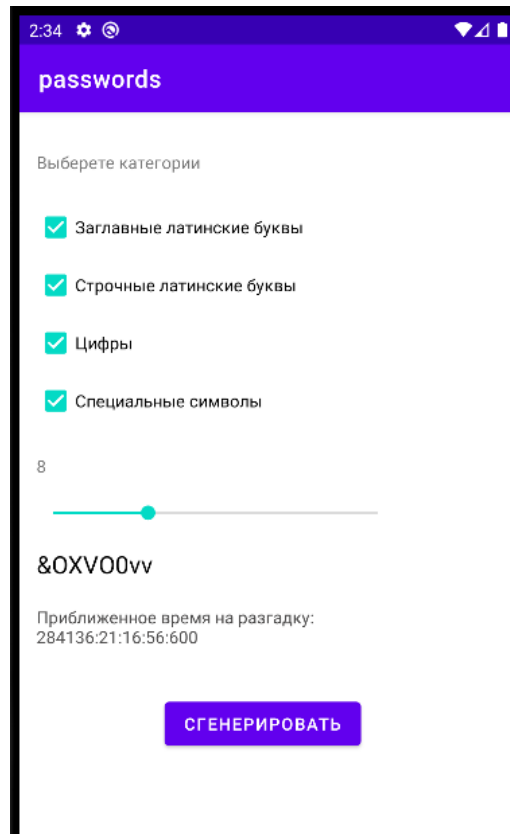 2:34
passwords
Выберете категории
Заглавные латинские буквы
Строчные латинские буквы
Цифры
Специальные символы
8
&OXVO0vv
Приближенное время на разгадку:
284136:21:16:56:600
СГЕНЕРИРОВАТЬ